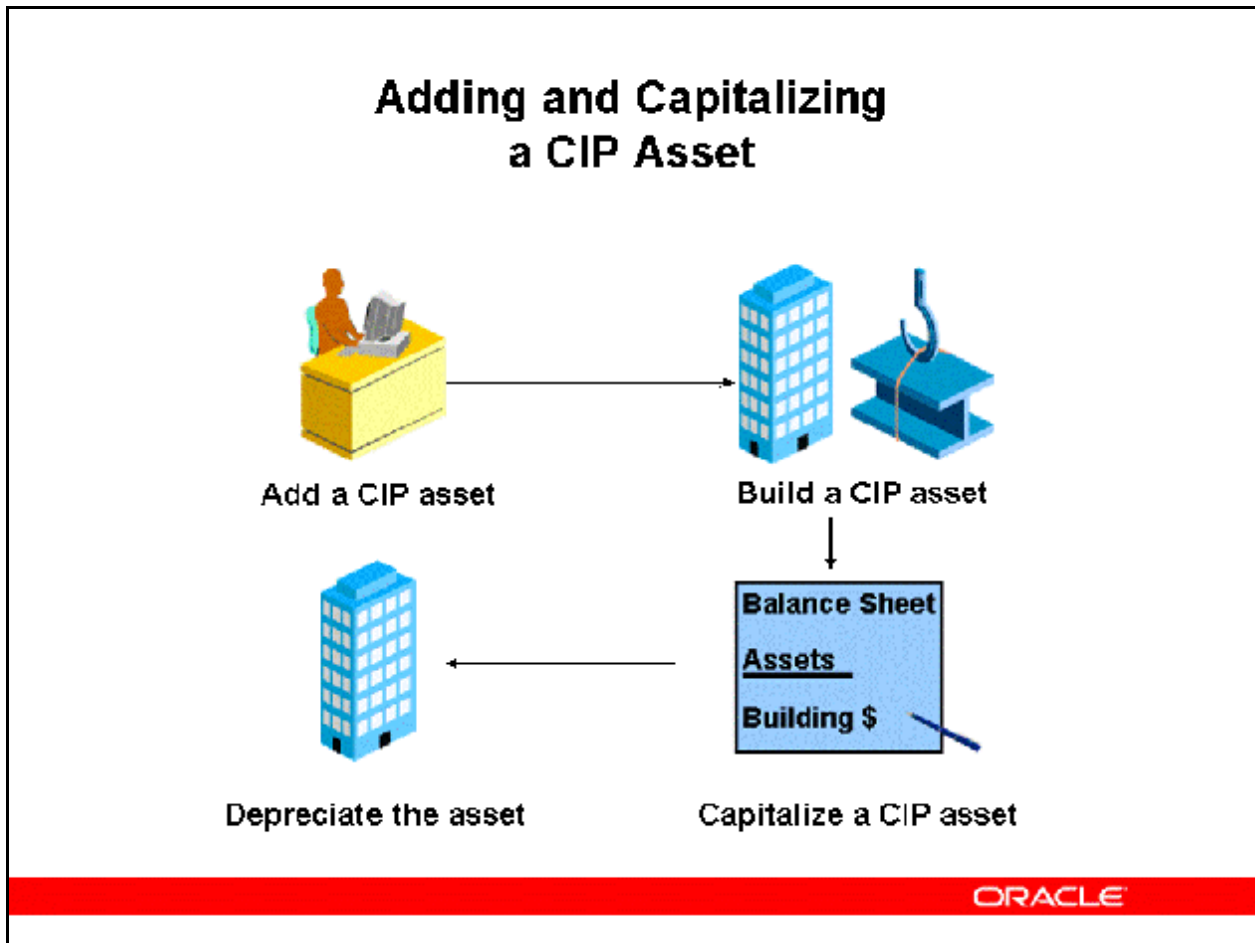 Adding and Capitalizing
a CIP Asset
Add a CIP asset
Build a CIP asset
Balance Sheet
Assets
Building $
Depreciate the asset
Capitalize a CIP asset
ORACLE